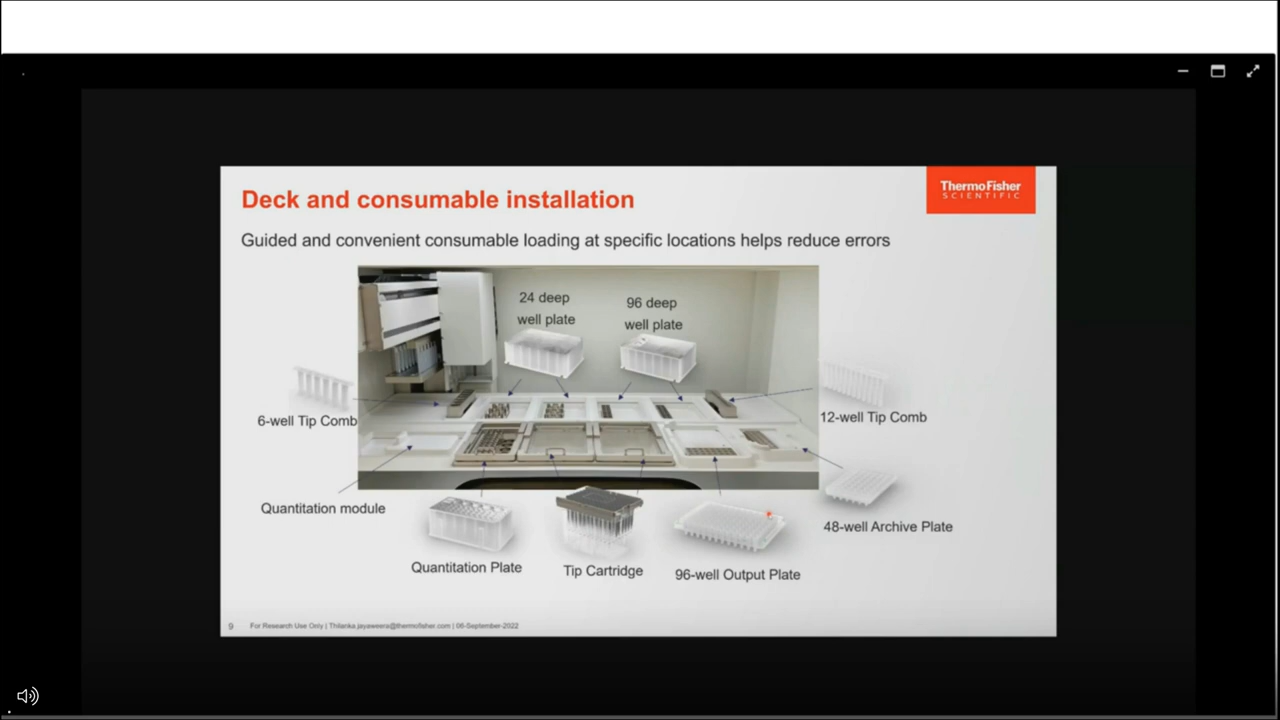 Deck and consumable installation
ThermoFisher
SCIENTIFIC
Guided and convenient consumable loading at specific locations helps reduce errors
24 deep
well plate
96 deep
well plate
6-well Tip Comb
12-well Tip Comb
Quantitation module
48-well Archive Plate
Quantitation Plate
Tip Cartridge
96-well Output Plate
9
For Research Use Only | Thilanka.jayaweera@thermofisher.com | 06-September-2022